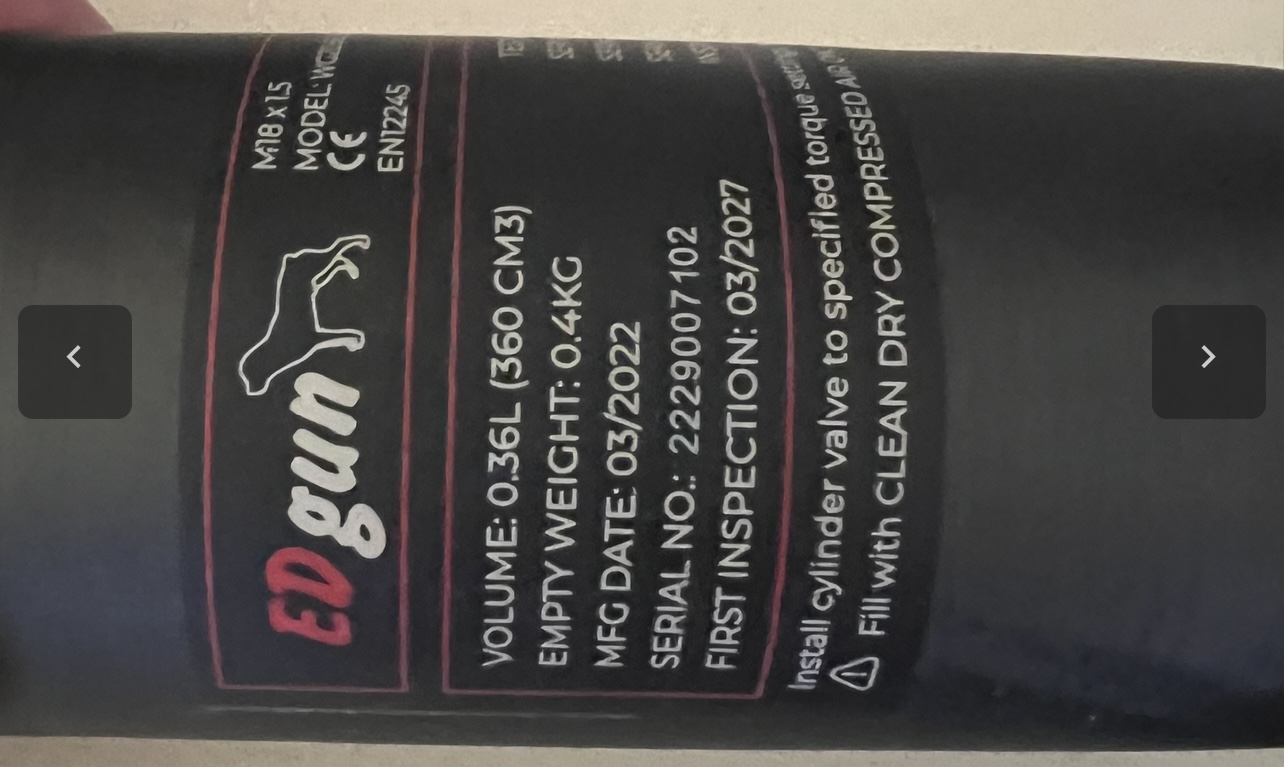 EDgun
M18 x 1.5
MODEL:
CE
EN12245
VOLUME: 0.36L (360 CM3)
EMPTY WEIGHT: 0.4KG
MFG DATE: 03/2022
SERIAL NO.: 2229007102
FIRST INSPECTION: 03/2027
Install cylinder valve to specified torque
Fill with CLEAN DRY COMPRESSED AIR